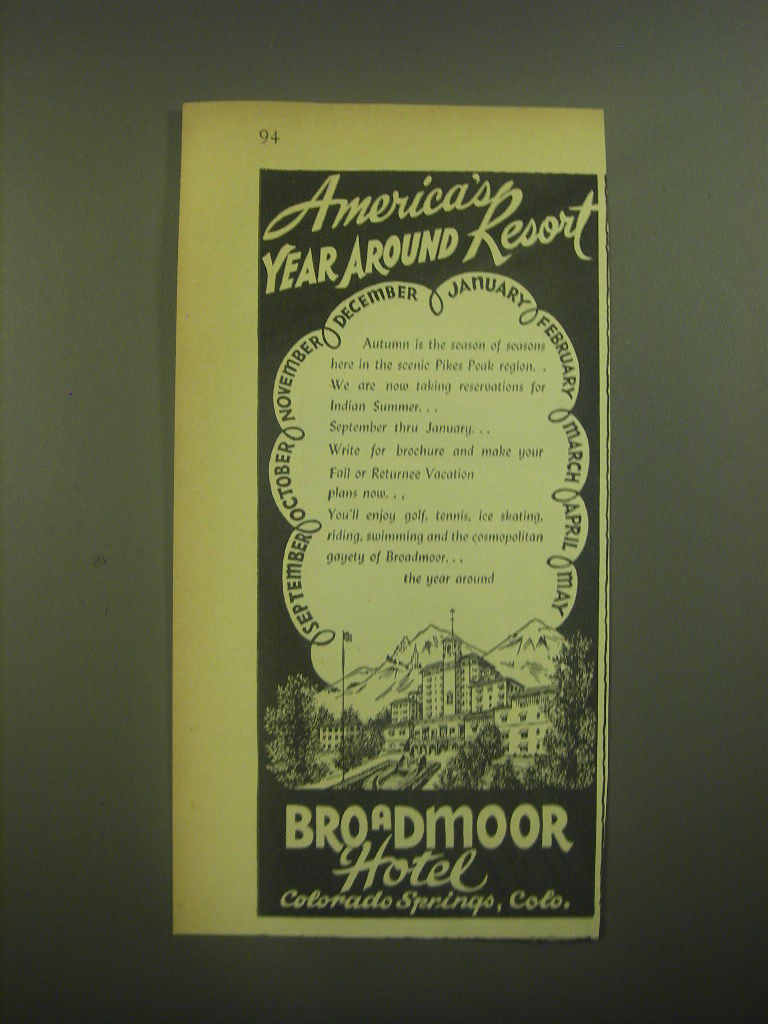 94
America's
YEAR AROUND Resort
SEPTEMBER OCTOBER NOVEMBER DECEMBER JANUARY FEBRUARY MARCH APRIL MAY
Autumn is the season of seasons
here in the scenic Pikes Peak region. .
We are now taking reservations for
Indian Summer. . .
September thru January. . .
Write for brochure and make your
Fall or Returnee Vacation
plans now. . .
You'll enjoy golf, tennis, ice skating,
riding, swimming and the cosmopolitan
gayety of Broadmoor. . .
the year around
BROADMOOR
Hotel
Colorado Springs, Colo.